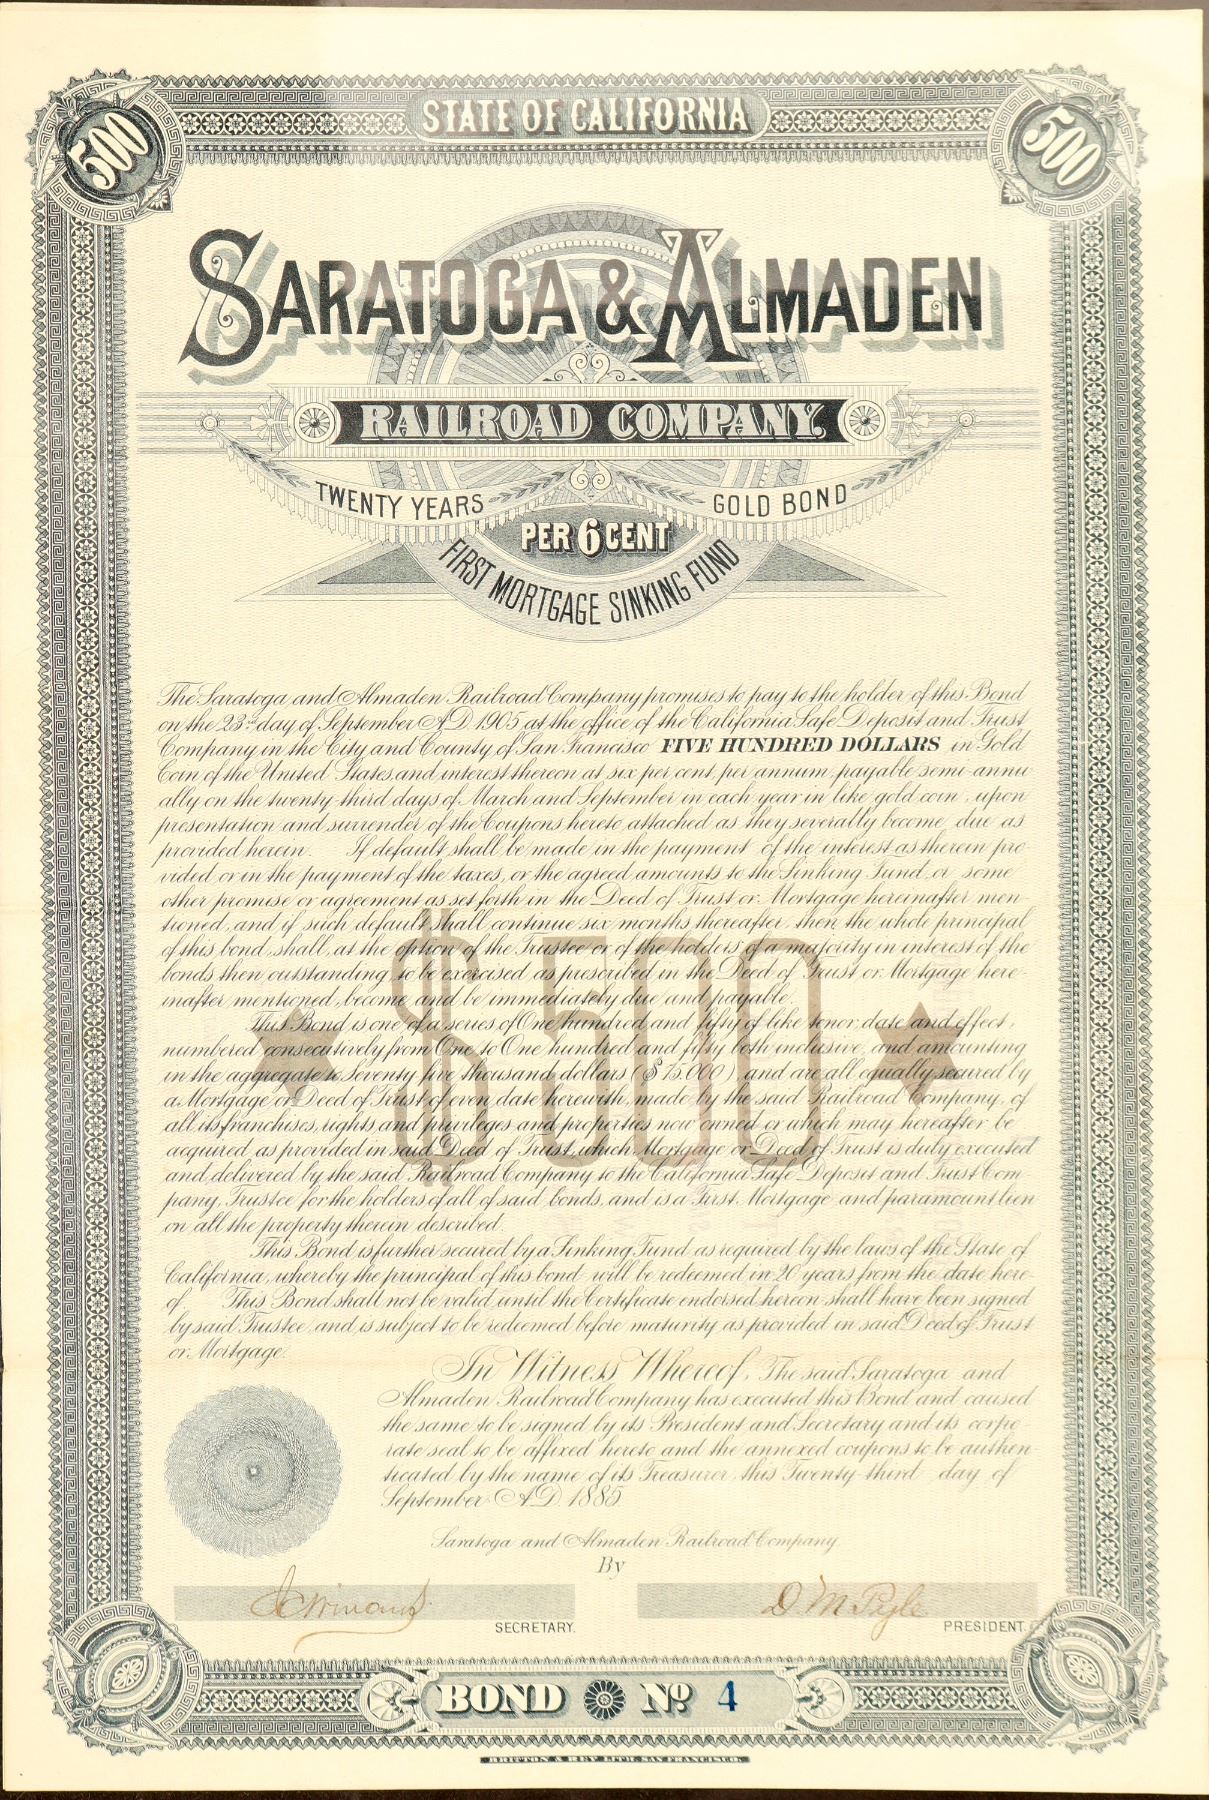 STATE OF CALIFORNIA
500
500
SARATOGA & ALMADEN
RAILROAD COMPANY.
TWENTY YEARS GOLD BOND
PER 6 CENT
FIRST MORTGAGE SINKING FUND
The Saratoga and Almaden Railroad Company promises to pay to the holder of this Bond
on the 23rd day of September A.D. 1905 at the office of the California Safe Deposit and Trust
Company in the City and County of San Francisco FIVE HUNDRED DOLLARS in Gold
Coin of the United States and interest thereon at six per cent, per annum, payable semi-annu
ally on the twenty-third days of March and September in each year in like gold coin, upon
presentation and surrender of the Coupons hereto attached as they severally become due as
provided herein. If default shall be made in the payment of the interest as therein pro-
vided or in the payment of the taxes, or the agreed amounts to the Sinking Fund, or some
other promise or agreement as set forth in the Deed of Trust or Mortgage hereinafter men-
tioned, and if such default shall continue six months thereafter, then the whole principal
of this bond, shall, at the option of the Trustee or of the holders of a majority in interest of the
bonds then outstanding to be exercised as prescribed in the Deed of Trust or Mortgage here-
inafter mentioned, become and be immediately due and payable.
This Bond is one of a series of One hundred and fifty of like tenor, date and effect,
numbered consecutively from One to One hundred and fifty both inclusive, and amounting
in the aggregate to Seventy five thousand dollars ($75.000) and are all equally secured by
a Mortgage or Deed of Trust of even date herewith, made by the said Railroad Company, of
all its franchises, rights and privileges and properties now owned or which may hereafter be
acquired as provided in said Deed of Trust, which Mortgage or Deed of Trust is duly executed
and delivered by the said Railroad Company to the California Safe Deposit and Trust Com
pany, Trustee for the holders of all of said bonds, and is a First Mortgage and paramount lien
on all the property therein described.
This Bond is further secured by a Sinking Fund as required by the laws of the State of
California, whereby the principal of this bond will be redeemed in 20 years from the date here-
of. This Bond shall not be valid until the Certificate endorsed hereon shall have been signed
by said Trustee, and is subject to be redeemed before maturity as provided in said Deed of Trust
or Mortgage.
$500
In Witness Whereof, The said Saratoga and
Almaden Railroad Company has executed this Bond and caused
the same to be signed by its President and Secretary and its corpo-
rate seal to be affixed hereto and the annexed coupons to be authen-
ticated by the name of its Treasurer, this Twenty-third day of
September A.D. 1885
Saratoga and Almaden Railroad Company
By
D. M. Pyle
SECRETARY. PRESIDENT.
BOND No 4
BRITTON & REY LITH. SAN FRANCISCO.